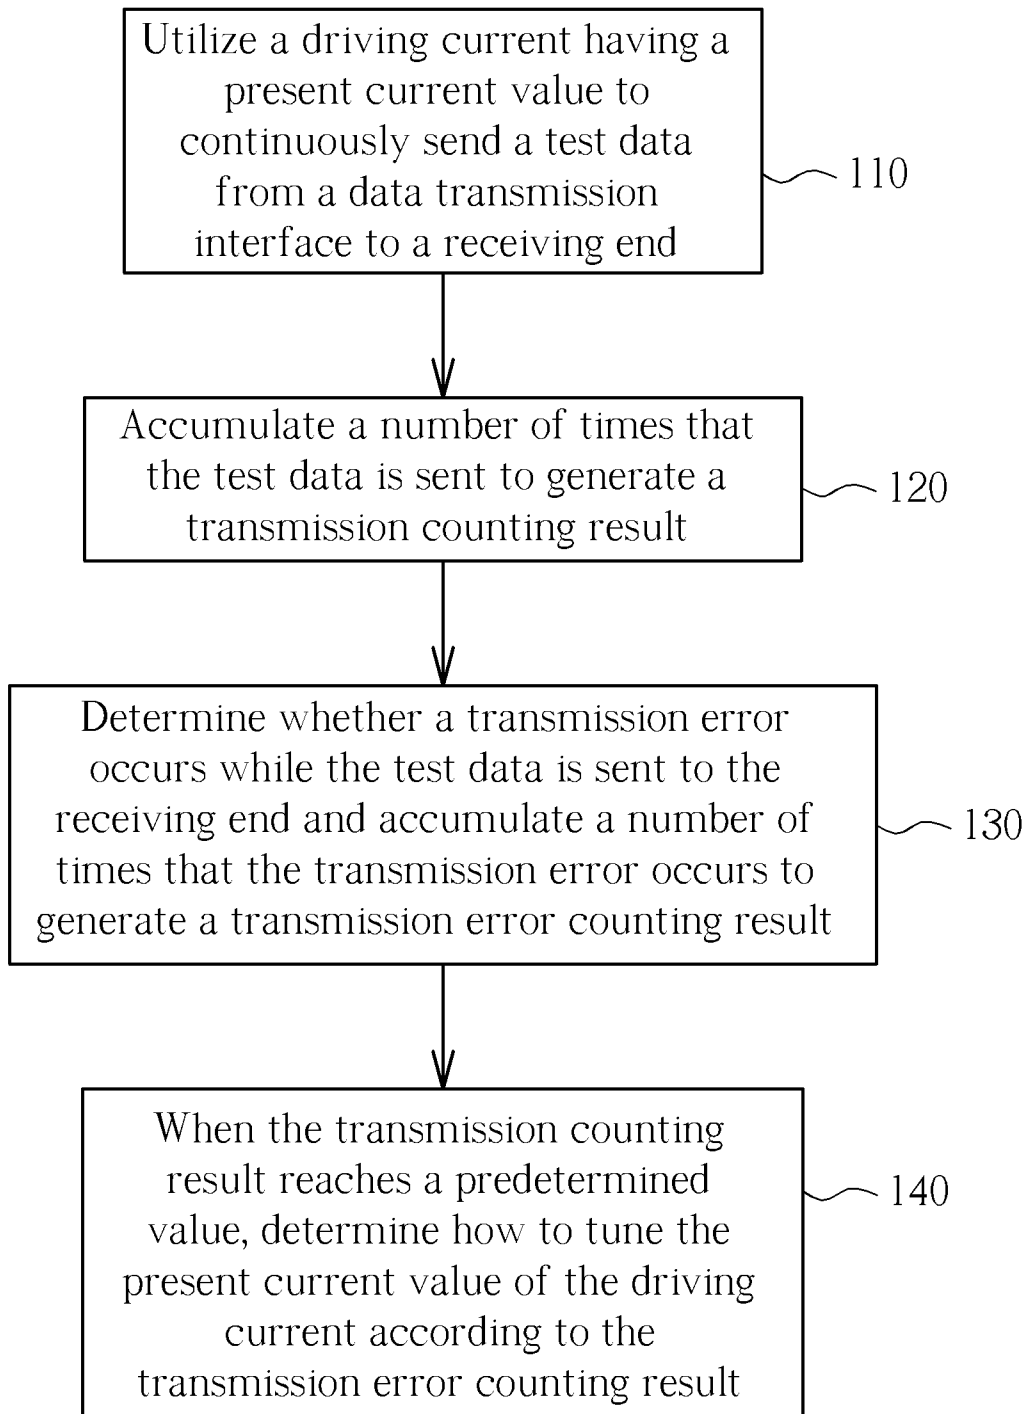 Utilize a driving current having a
present current value to
continuously send a test data
from a data transmission
interface to a receiving end
110
Accumulate a number of times that
the test data is sent to generate a
transmission counting result
120
Determine whether a transmission error
occurs while the test data is sent to the
receiving end and accumulate a number of
times that the transmission error occurs to
generate a transmission error counting result
130
When the transmission counting
result reaches a predetermined
value, determine how to tune the
present current value of the driving
current according to the
transmission error counting result
140